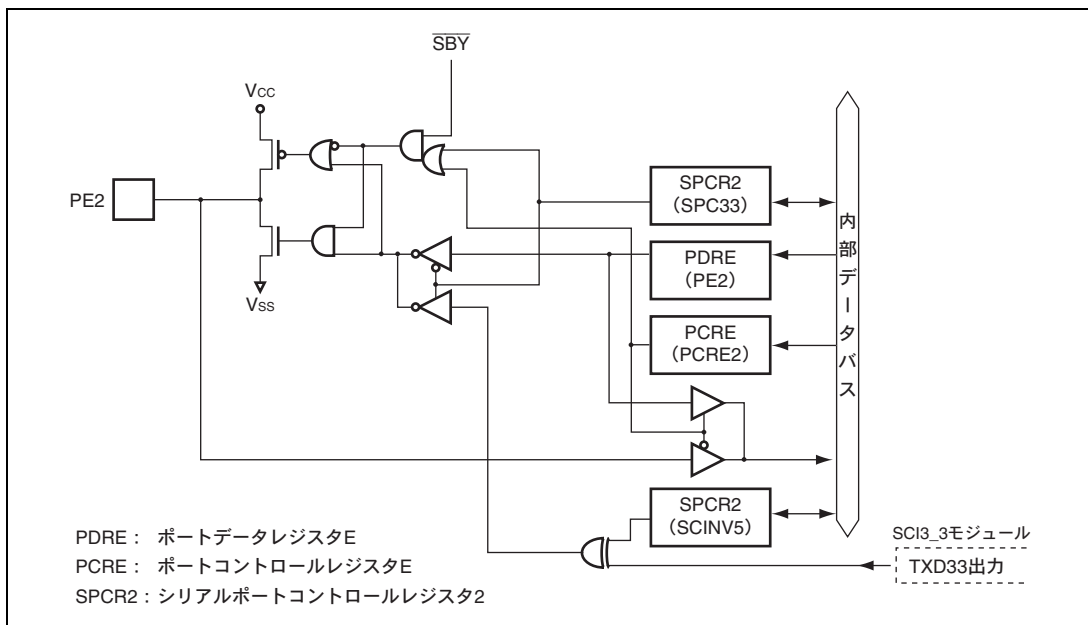 SBY
VCC
PE2
VSS
SPCR2
(SPC33)
PDRE
(PE2)
PCRE
(PCRE2)
内部データバス
SPCR2
(SCINV5)
SCI3_3モジュール
TXD33出力
PDRE: ポートデータレジスタE
PCRE: ポートコントロールレジスタE
SPCR2:シリアルポートコントロールレジスタ2